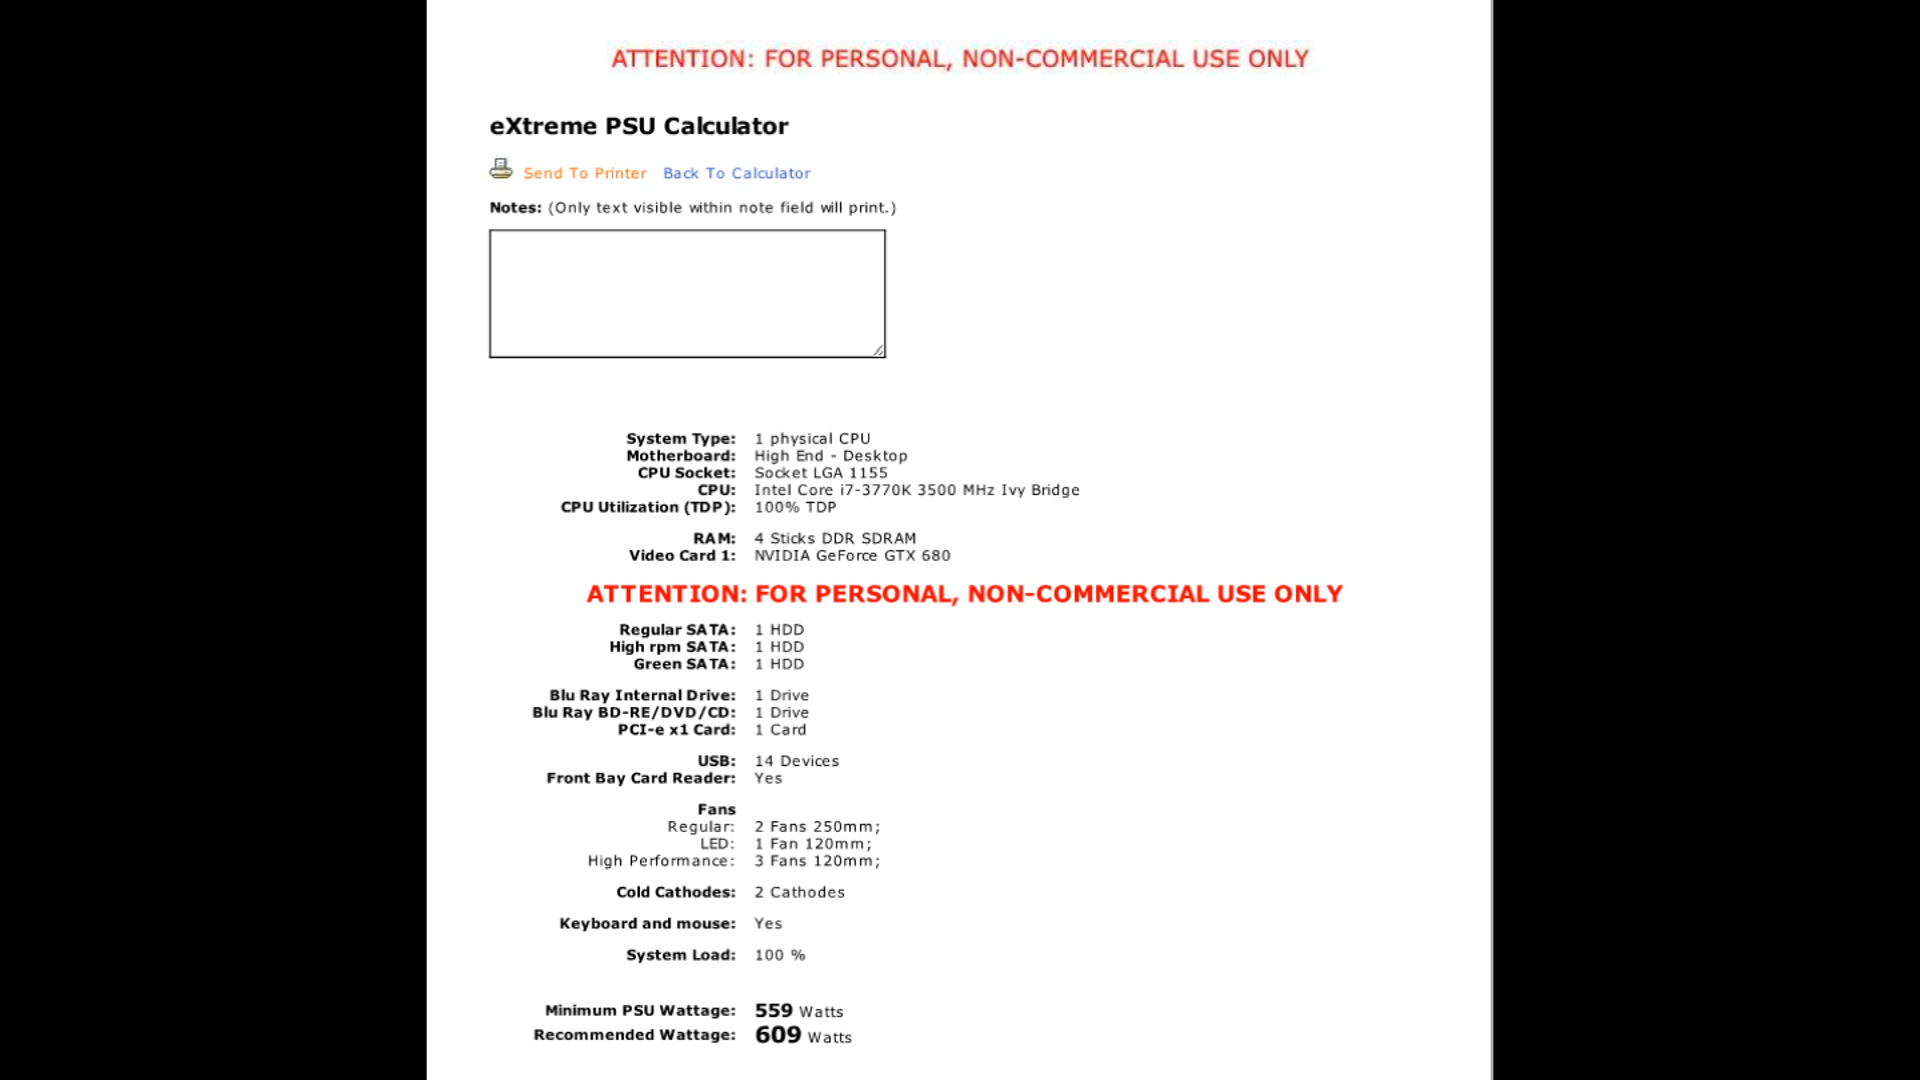 ATTENTION: FOR PERSONAL, NON-COMMERCIAL USE ONLY
eXtreme PSU Calculator
Send To Printer Back To Calculator
Notes: (Only text visible within note field will print.)
System Type: 1 physical CPU
Motherboard: High End - Desktop
CPU Socket: Socket LGA 1155
CPU: Intel Core i7-3770K 3500 MHz Ivy Bridge
CPU Utilization (TDP): 100% TDP
RAM: 4 Sticks DDR SDRAM
Video Card 1: NVIDIA GeForce GTX 680
ATTENTION: FOR PERSONAL, NON-COMMERCIAL USE ONLY
Regular SATA: 1 HDD
High rpm SATA: 1 HDD
Green SATA: 1 HDD
Blu Ray Internal Drive: 1 Drive
Blu Ray BD-RE/DVD/CD: 1 Drive
PCI-e x1 Card: 1 Card
USB: 14 Devices
Front Bay Card Reader: Yes
Fans
Regular: 2 Fans 250mm;
LED: 1 Fan 120mm;
High Performance: 3 Fans 120mm;
Cold Cathodes: 2 Cathodes
Keyboard and mouse: Yes
System Load: 100 %
Minimum PSU Wattage: 559 Watts
Recommended Wattage: 609 Watts